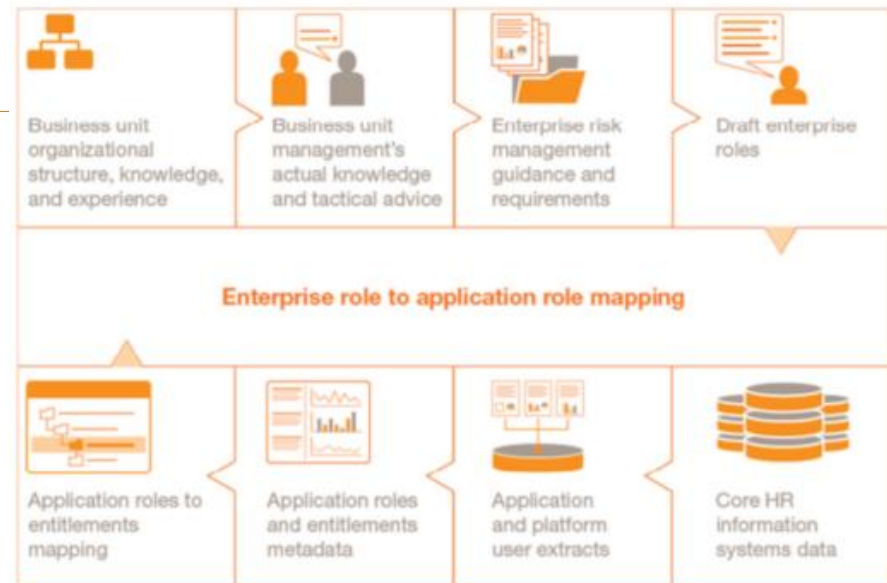 Business unit
organizational
structure, knowledge,
and experience
Business unit
management's
actual knowledge
and tactical advice
Enterprise risk
management
guidance and
requirements
Draft enterprise
roles
Enterprise role to application role mapping
Application roles to
entitlements
mapping
Application roles
and entitlements
metadata
Application
and platform
user extracts
Core HR
information
systems data